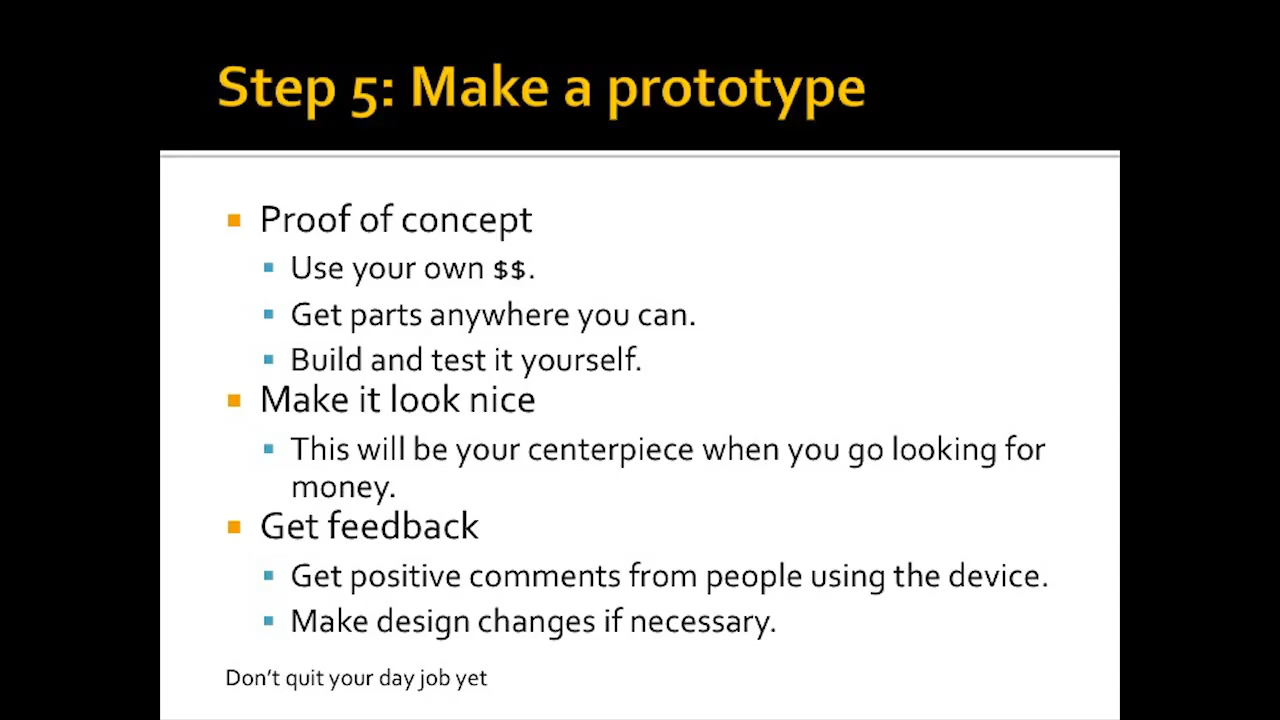 Step 5: Make a prototype
Proof of concept
Use your own $$.
Get parts anywhere you can.
Build and test it yourself.
Make it look nice
This will be your centerpiece when you go looking for
money.
Get feedback
Get positive comments from people using the device.
Make design changes if necessary.
Don't quit your day job yet